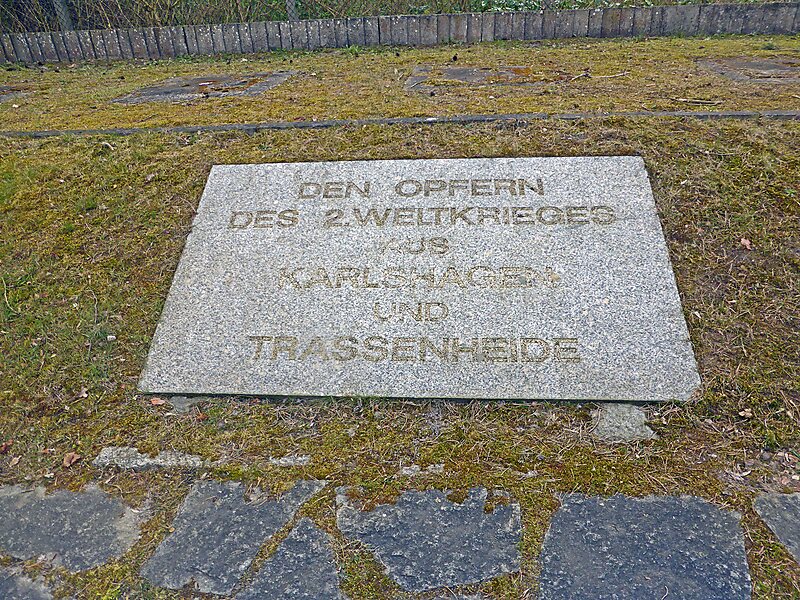 DEN OPFERN
DES 2.WELTKRIEGES
AUS
KARLSHAGEN
UND
TRASSENHEIDE